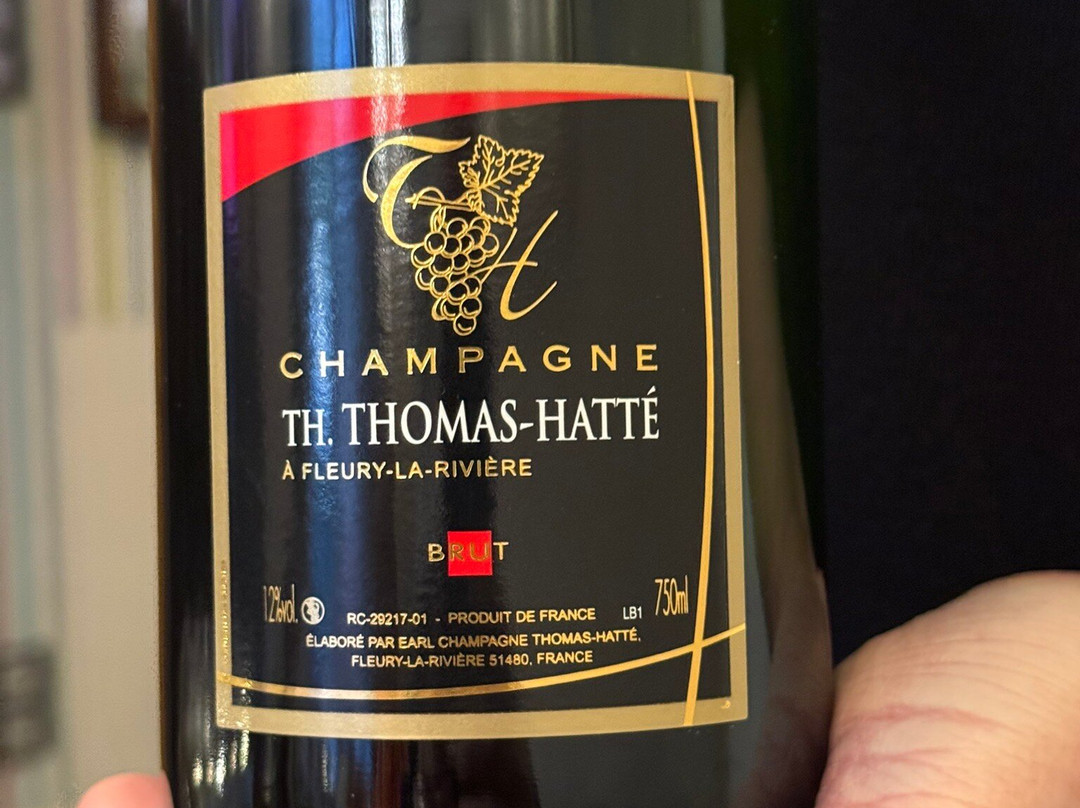 T
H
CHAMPAGNE
TH. THOMAS-HATTÉ
À FLEURY-LA-RIVIÈRE
BRUT
12%vol. RC-29217-01 - PRODUIT DE FRANCE LB1 750ml
ÉLABORÉ PAR EARL CHAMPAGNE THOMAS-HATTÉ,
FLEURY-LA-RIVIÈRE 51480, FRANCE